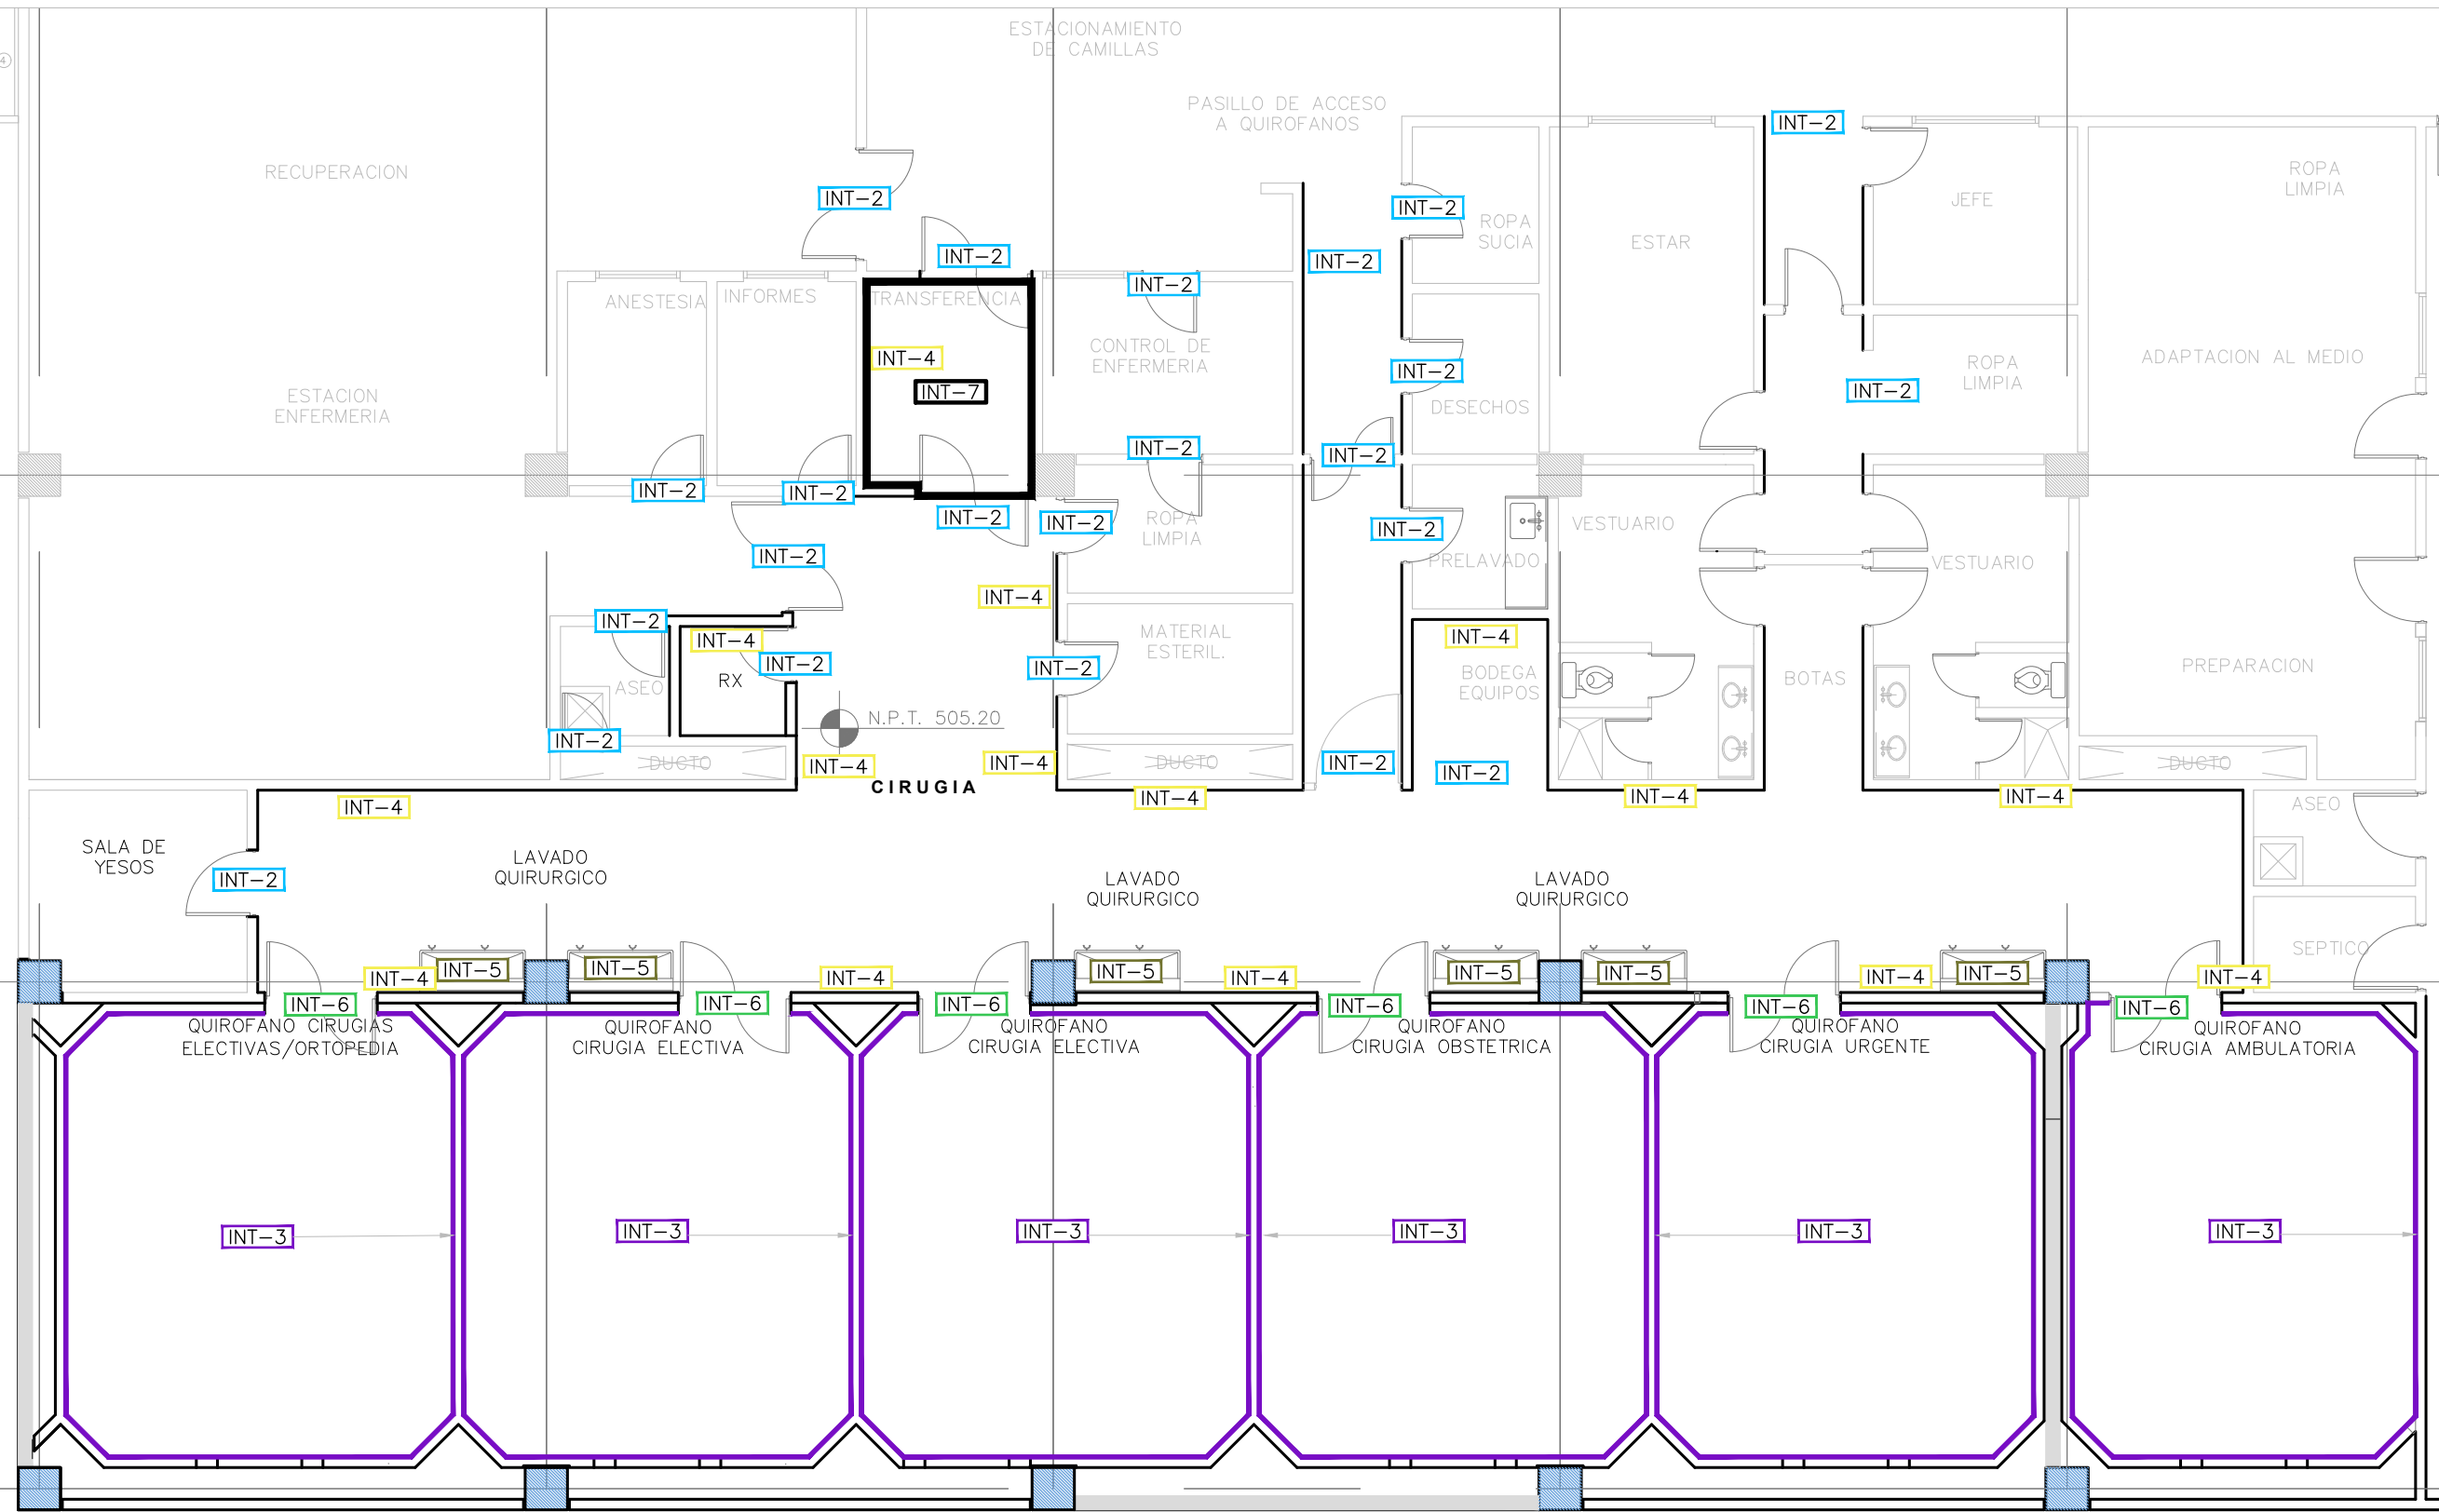 ESTACIONAMIENTO
DE CAMILLAS
4
PASILLO DE ACCESO
A QUIROFANOS
INT-2
RECUPERACION
ROPA
LIMPIA
INT-2
INT-2
JEFE
ROPA
SUCIA
ESTAR
INT-2
INT-2
INT-2
ANESTESIA
INFORMES
TRANSFERENCIA
INT-4
INT-7
CONTROL DE
ENFERMERIA
INT-2
ROPA
LIMPIA
ADAPTACION AL MEDIO
INT-2
ESTACION
ENFERMERIA
DESECHOS
INT-2
INT-2
INT-2
INT-2
INT-2
INT-2
INT-2
ROPA
LIMPIA
VESTUARIO
INT-2
PRELAVADO
VESTUARIO
INT-4
INT-2
INT-4
INT-2
MATERIAL
ESTERIL.
INT-4
INT-2
BODEGA
EQUIPOS
PREPARACION
RX
ASEO
BOTAS
N.P.T. 505.20
INT-2
DUCTO
INT-4
INT-4
DUCTO
INT-2
INT-2
DUCTO
CIRUGIA
INT-4
INT-4
INT-4
INT-4
ASEO
SALA DE
YESOS
LAVADO
QUIRURGICO
INT-2
LAVADO
QUIRURGICO
LAVADO
QUIRURGICO
SEPTICO
INT-4
INT-5
INT-5
INT-4
INT-5
INT-4
INT-5
INT-5
INT-4
INT-5
INT-4
INT-6
INT-6
INT-6
INT-6
INT-6
INT-6
QUIROFANO CIRUGIAS
ELECTIVAS/ORTOPEDIA
QUIROFANO
CIRUGIA ELECTIVA
QUIROFANO
CIRUGIA ELECTIVA
QUIROFANO
CIRUGIA OBSTETRICA
QUIROFANO
CIRUGIA URGENTE
QUIROFANO
CIRUGIA AMBULATORIA
INT-3
INT-3
INT-3
INT-3
INT-3
INT-3